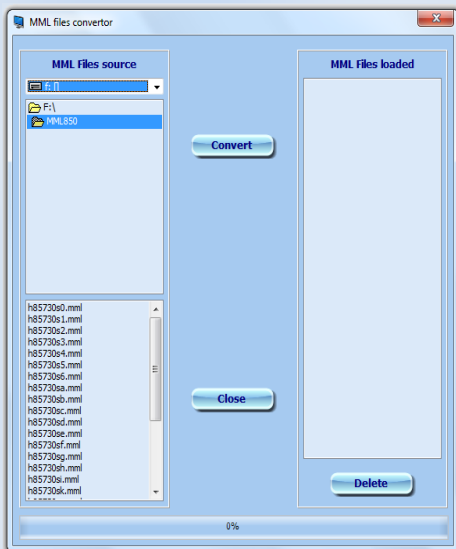 MML files convertor
MML Files source
MML Files loaded
f: []
F:\
MML850
Convert
h85730s0.mml
h85730s1.mml
h85730s2.mml
h85730s3.mml
h85730s4.mml
h85730s5.mml
h85730s6.mml
h85730sa.mml
h85730sb.mml
h85730sc.mml
h85730sd.mml
h85730se.mml
h85730sf.mml
h85730sg.mml
h85730sh.mml
h85730si.mml
h85730sk.mml
Close
Delete
0%